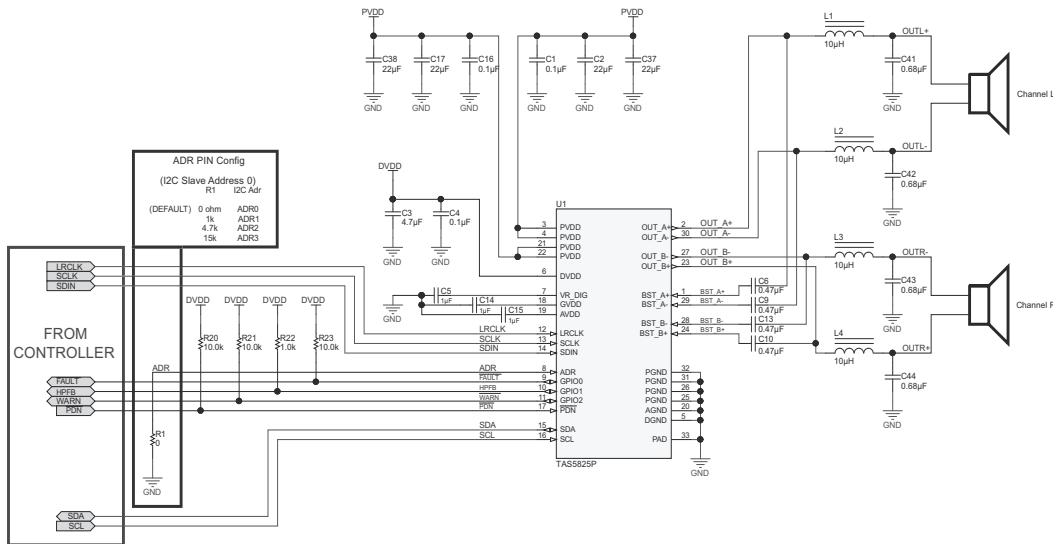 PVDD
PVDD
C38
22µF
C17
22µF
C16
0.1µF
C1
0.1µF
C2
22µF
C37
22µF
GND
GND
GND
GND
GND
GND
L1
10µH
OUTL+
C41
0.68µF
GND
Channel L
L2
10µH
OUTL-
C42
0.68µF
GND
ADR PIN Config
(I2C Slave Address 0)
R1 I2C Adr
(DEFAULT) 0 ohm ADR0
1k ADR1
4.7k ADR2
15k ADR3
DVDD
C3
4.7µF
C4
0.1µF
GND
GND
U1
3 PVDD
4 PVDD
21 PVDD
22 PVDD
6 DVDD
7 VR_DIG
18 GVDD
19 AVDD
12 LRCLK
13 SCLK
14 SDIN
8 ADR
9 GPIO0
10 GPIO1
11 GPIO2
17 PDN
15 SDA
16 SCL
OUT_A+ 2 OUT_A+
OUT_A- 30 OUT_A-
OUT_B- 27 OUT_B-
OUT_B+ 23 OUT_B+
BST_A+ 1 BST_A+
BST_A- 29 BST_A-
BST_B- 28 BST_B-
BST_B+ 24 BST_B+
PGND 32
PGND 31
PGND 26
PGND 25
AGND 20
DGND 5
PAD 33
TAS5825P
GND
C6
0.47µF
C9
0.47µF
C13
0.47µF
C10
0.47µF
L3
10µH
OUTR-
C43
0.68µF
GND
Channel R
L4
10µH
OUTR+
C44
0.68µF
GND
GND
C5
1µF
C14
1µF
C15
1µF
LRCLK
SCLK
SDIN
ADR
FAULT
HPFB
WARN
PDN
SDA
SCL
LRCLK
SCLK
SDIN
DVDD
DVDD
DVDD
DVDD
R20
10.0k
R21
10.0k
R22
1.0k
R23
10.0k
FROM
CONTROLLER
ADR
FAULT
HPFB
WARN
PDN
R1
0
GND
SDA
SCL